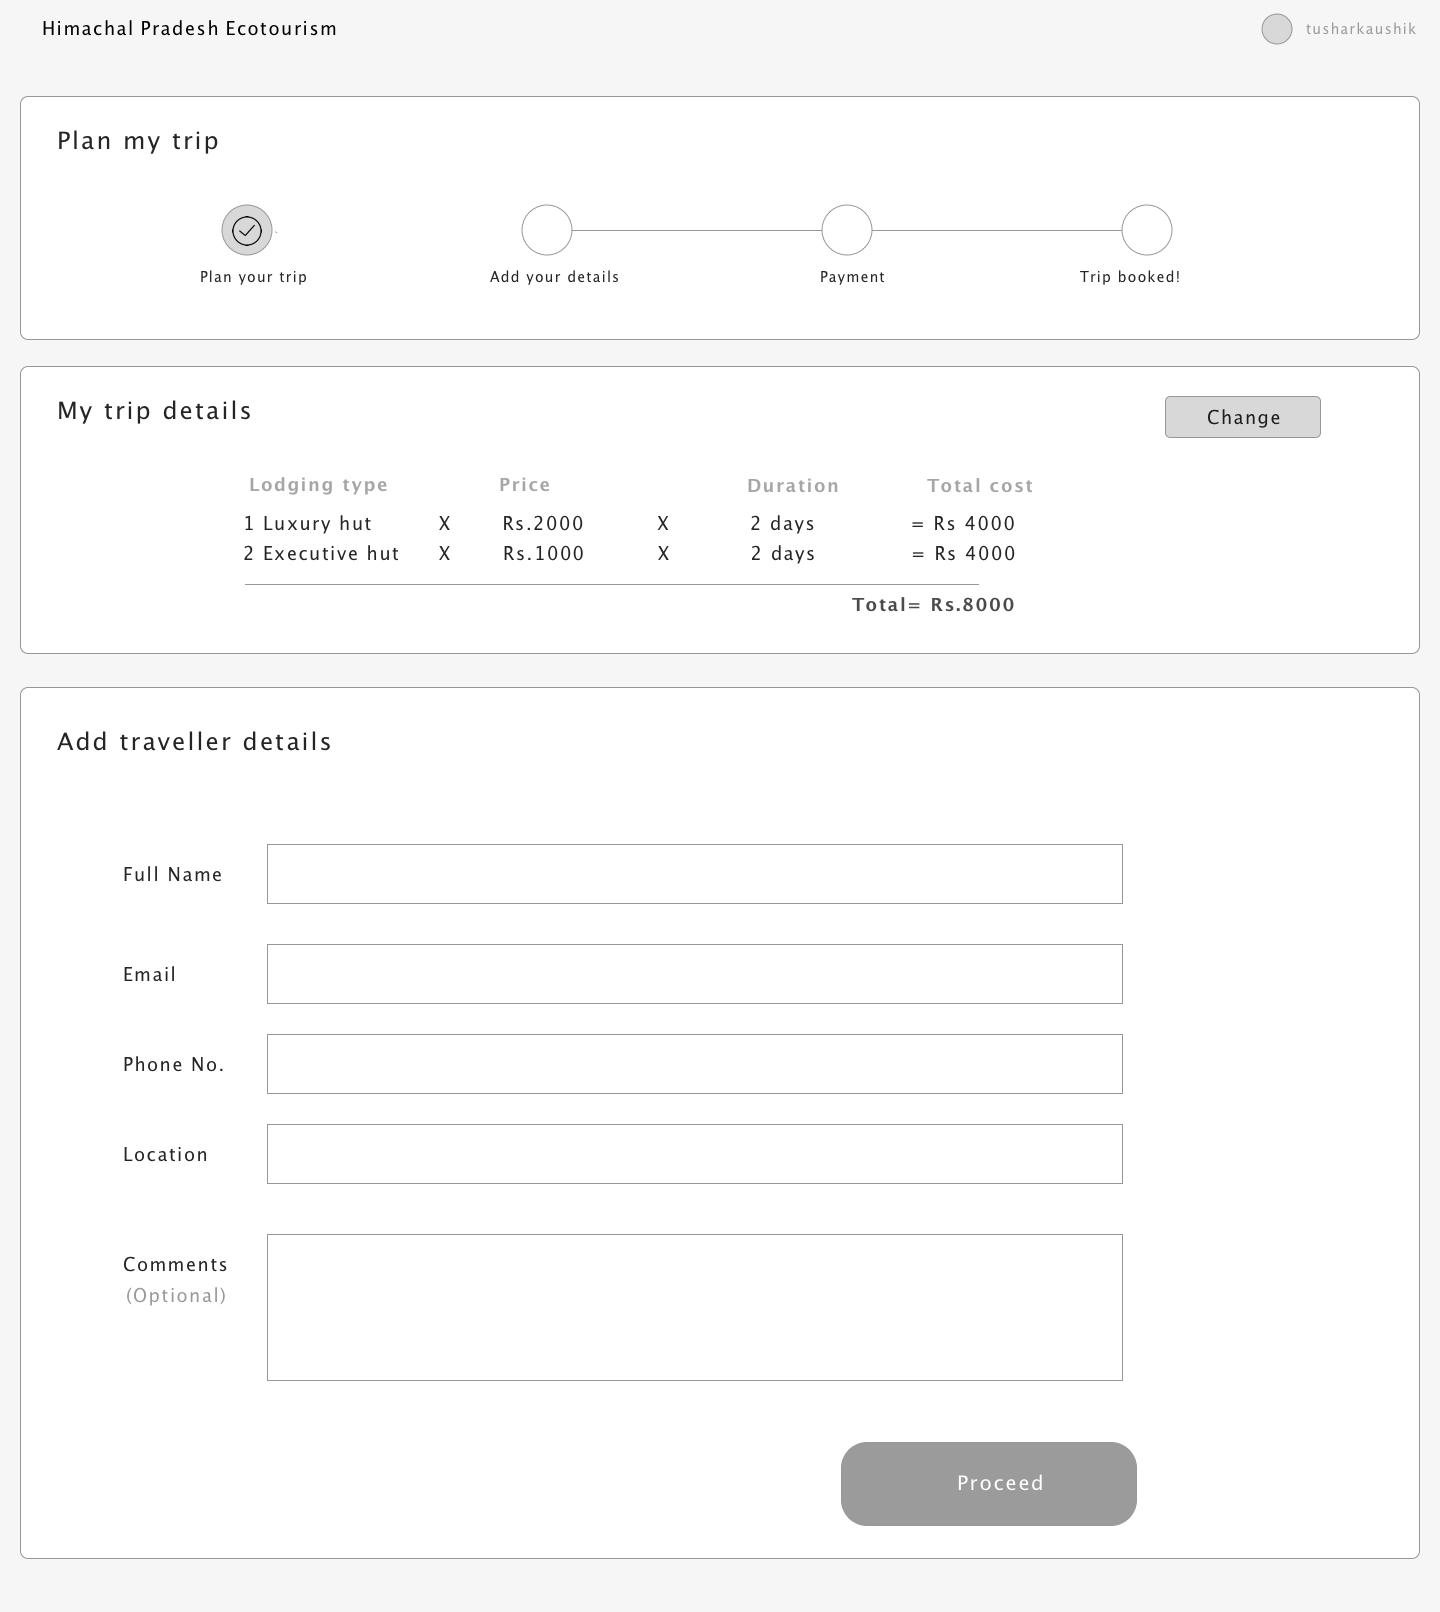 Himachal Pradesh Ecotourism tusharkaushik
Plan my trip
Plan your trip Add your details Payment Trip booked!
My trip details Change
Lodging type Price Duration Total cost
1 Luxury hut X Rs.2000 X 2 days = Rs 4000
2 Executive hut X Rs.1000 X 2 days = Rs 4000
Total= Rs.8000
Add traveller details
Full Name
Email
Phone No.
Location
Comments
(Optional)
Proceed